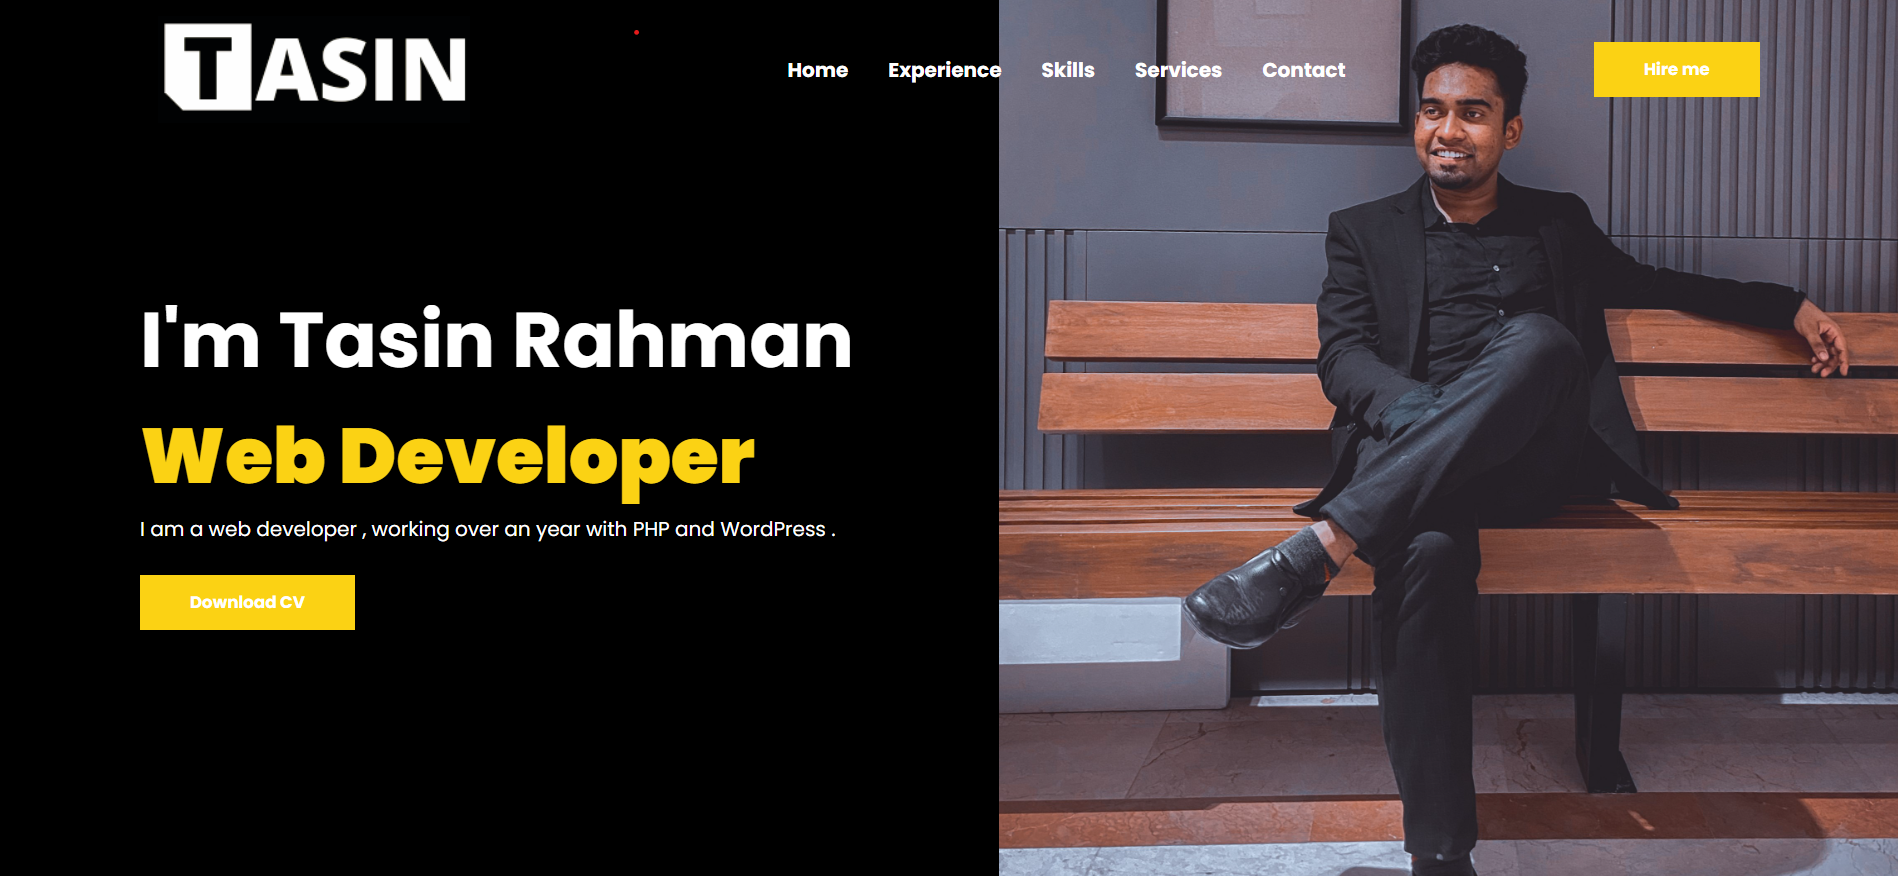 TASIN
Home Experience Skills Services Contact
Hire me
I'm Tasin Rahman
Web Developer
I am a web developer , working over an year with PHP and WordPress .
Download CV